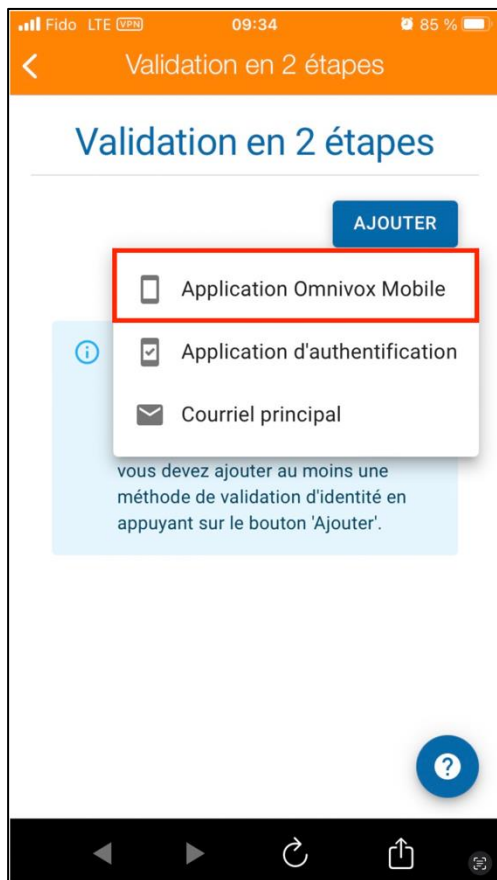 Fido LTE VPN 09:34 85 %
Validation en 2 étapes
Validation en 2 étapes
AJOUTER
Application Omnivox Mobile
Application d'authentification
Courriel principal
vous devez ajouter au moins une
méthode de validation d'identité en
appuyant sur le bouton 'Ajouter'.
?